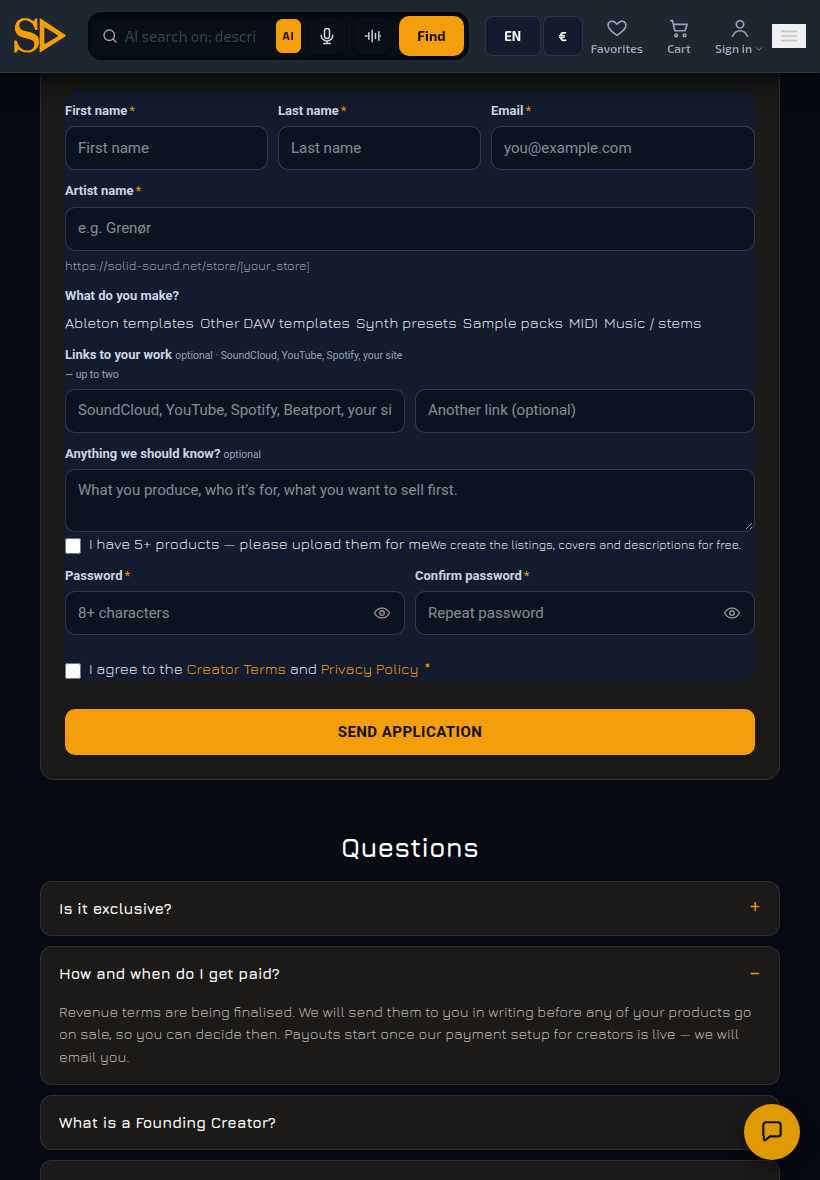 AI search on: descri
AI
Find
EN
€
Favorites
Cart
Sign in
First name *
Last name *
Email *
First name
Last name
you@example.com
Artist name *
e.g. Grenør
https://solid-sound.net/store/[your_store]
What do you make?
Ableton templates Other DAW templates Synth presets Sample packs MIDI Music / stems
Links to your work optional · SoundCloud, YouTube, Spotify, your site
— up to two
SoundCloud, YouTube, Spotify, Beatport, your si
Another link (optional)
Anything we should know? optional
What you produce, who it's for, what you want to sell first.
I have 5+ products — please upload them for meWe create the listings, covers and descriptions for free.
Password *
Confirm password *
8+ characters
Repeat password
I agree to the Creator Terms and Privacy Policy *
SEND APPLICATION
Questions
Is it exclusive?
+
How and when do I get paid?
–
Revenue terms are being finalised. We will send them to you in writing before any of your products go
on sale, so you can decide then. Payouts start once our payment setup for creators is live — we will
email you.
What is a Founding Creator?